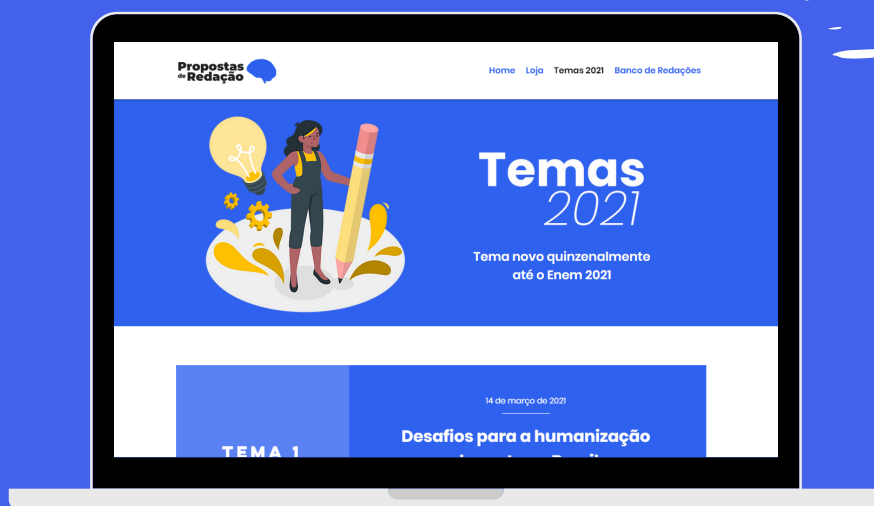 Propostas
de Redação
Home Loja Temas 2021 Banco de Redações
Temas
2021
Tema novo quinzenalmente
até o Enem 2021
14 de março de 2021
TEMA 1
Desafios para a humanização